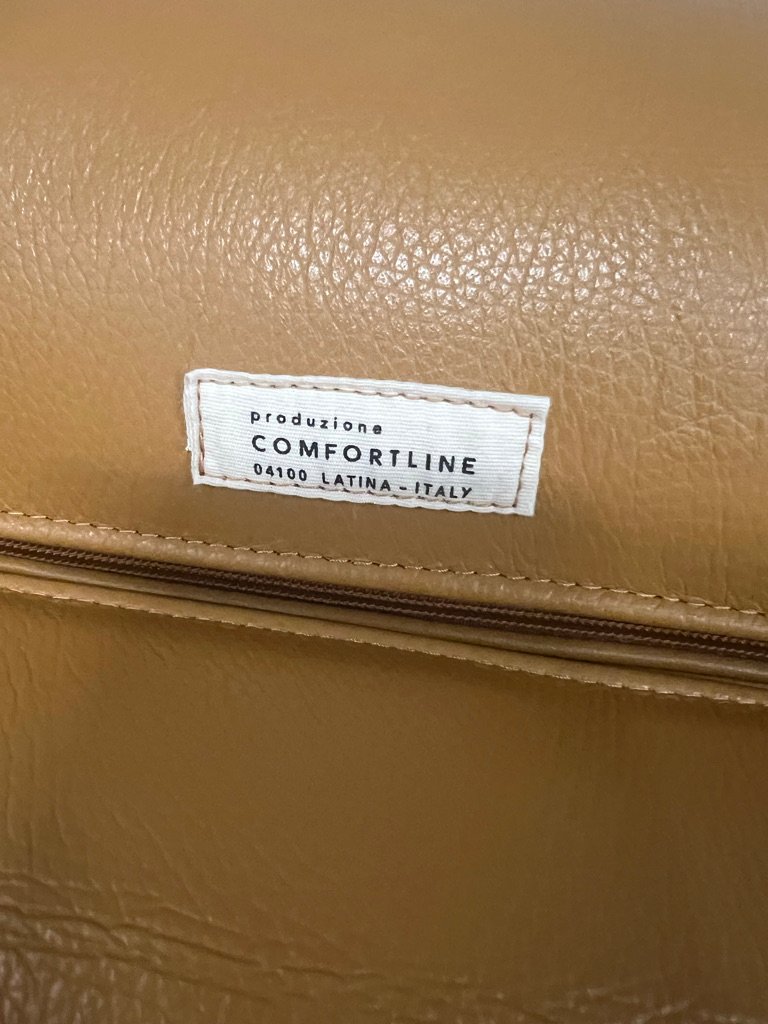 produzione
COMFORTLINE
04100 LATINA - ITALY